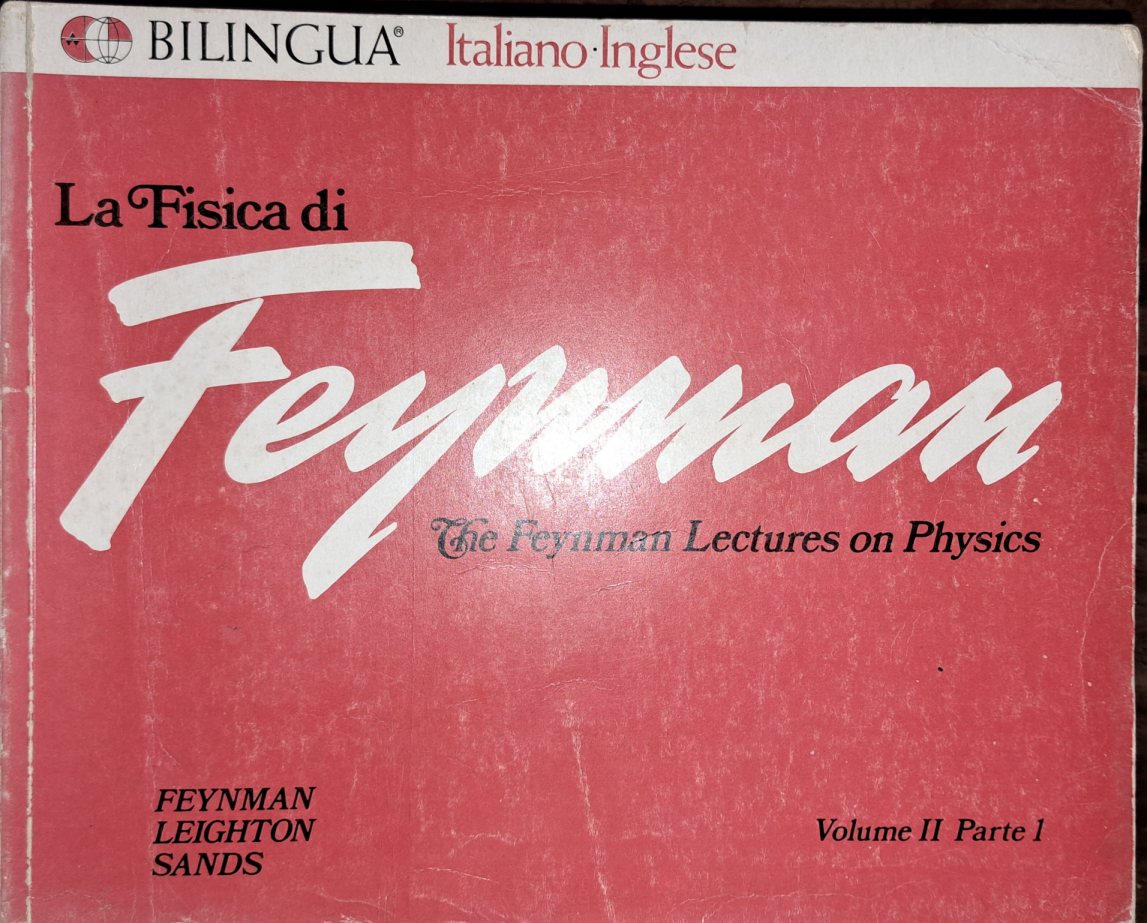 BILINGUA® Italiano·Inglese
La Fisica di
Feynman
The Feynman Lectures on Physics
FEYNMAN
LEIGHTON
SANDS
Volume II Parte 1